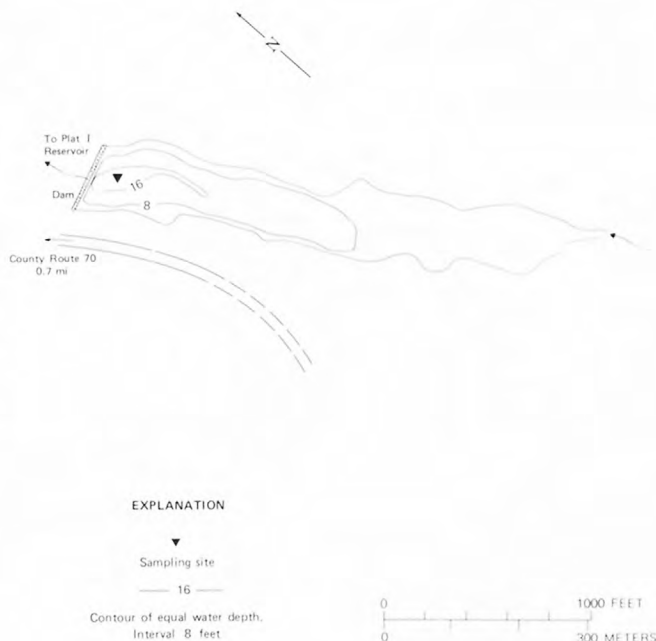 N
To Plat I
Reservoir
Dam
16
8
County Route 70
0.7 mi
EXPLANATION
Sampling site
16
Contour of equal water depth.
Interval 8 feet
0 1000 FEET
0 300 METERS